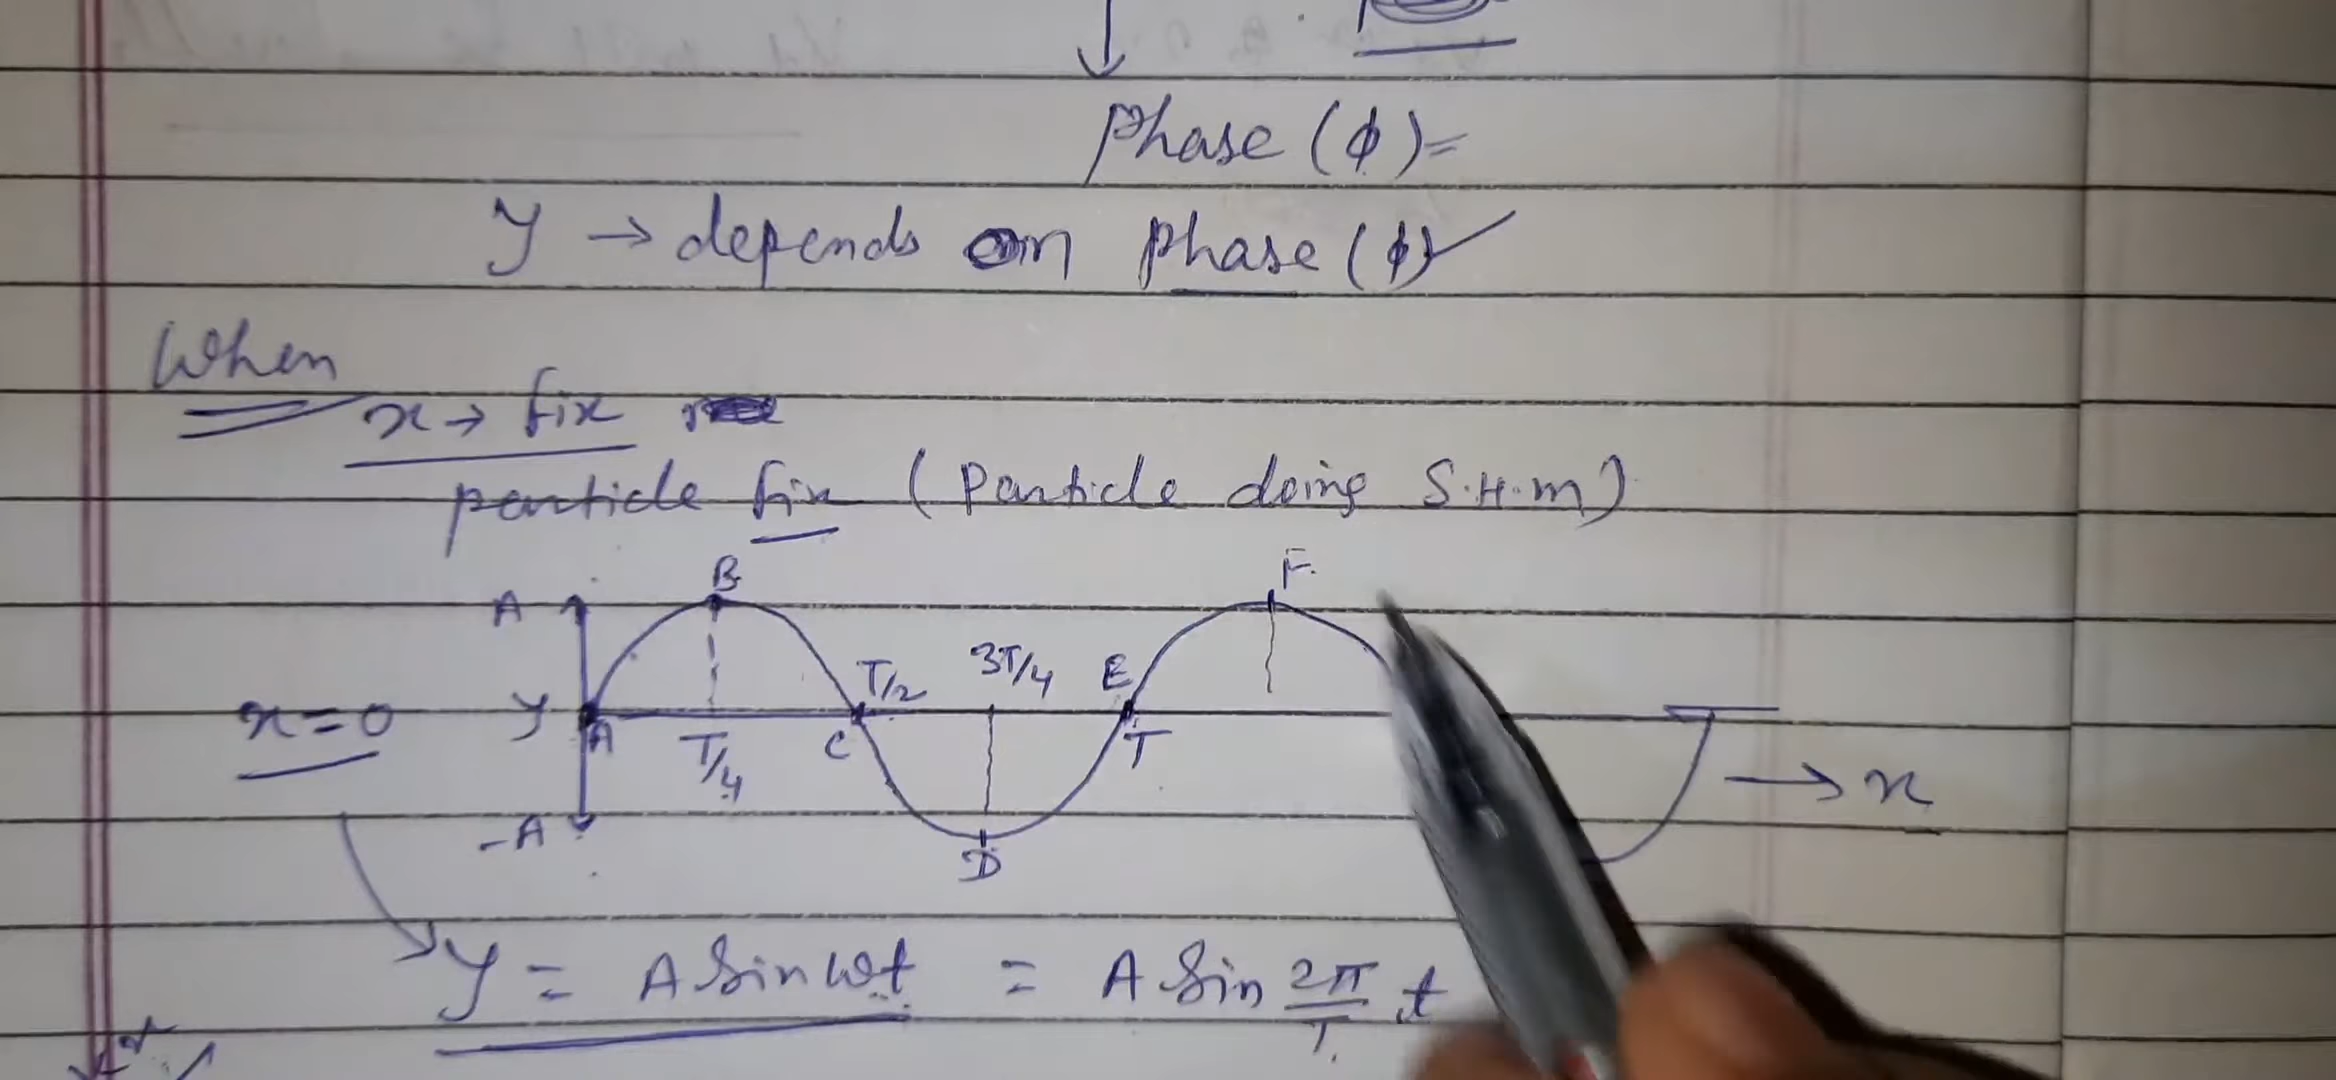 Phase (ϕ)=
y → depends on phase (ϕ)
When
x → fix
particle fix (Particle doing S.H.M)
B
F
A
T/2
3T/4
E
x=0
y
A
T/4
C
T
→ x
-A
D
y = A Sin ωt = A Sin 2π/T t